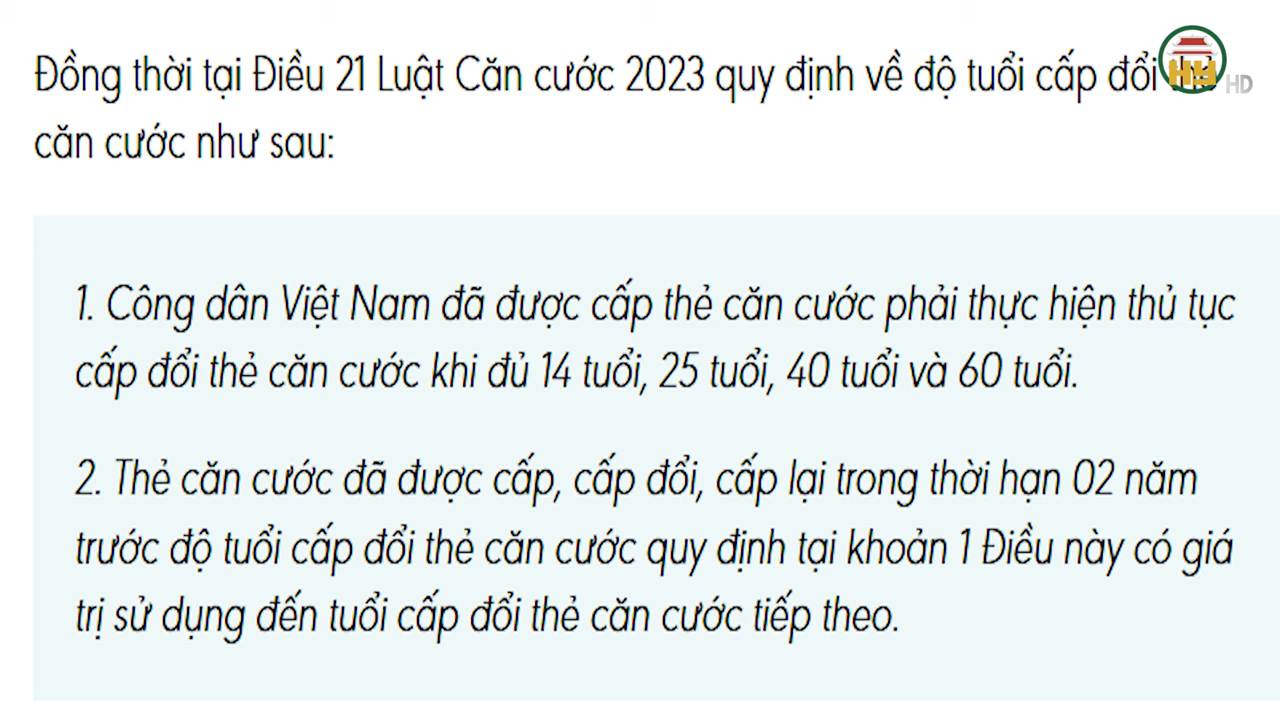 Đồng thời tại Điều 21 Luật Căn cước 2023 quy định về độ tuổi cấp đổi
căn cước như sau:
1. Công dân Việt Nam đã được cấp thẻ căn cước phải thực hiện thủ tục
cấp đổi thẻ căn cước khi đủ 14 tuổi, 25 tuổi, 40 tuổi và 60 tuổi.
2. Thẻ căn cước đã được cấp, cấp đổi, cấp lại trong thời hạn 02 năm
trước độ tuổi cấp đổi thẻ căn cước quy định tại khoản 1 Điều này có giá
trị sử dụng đến tuổi cấp đổi thẻ căn cước tiếp theo.
HY HD